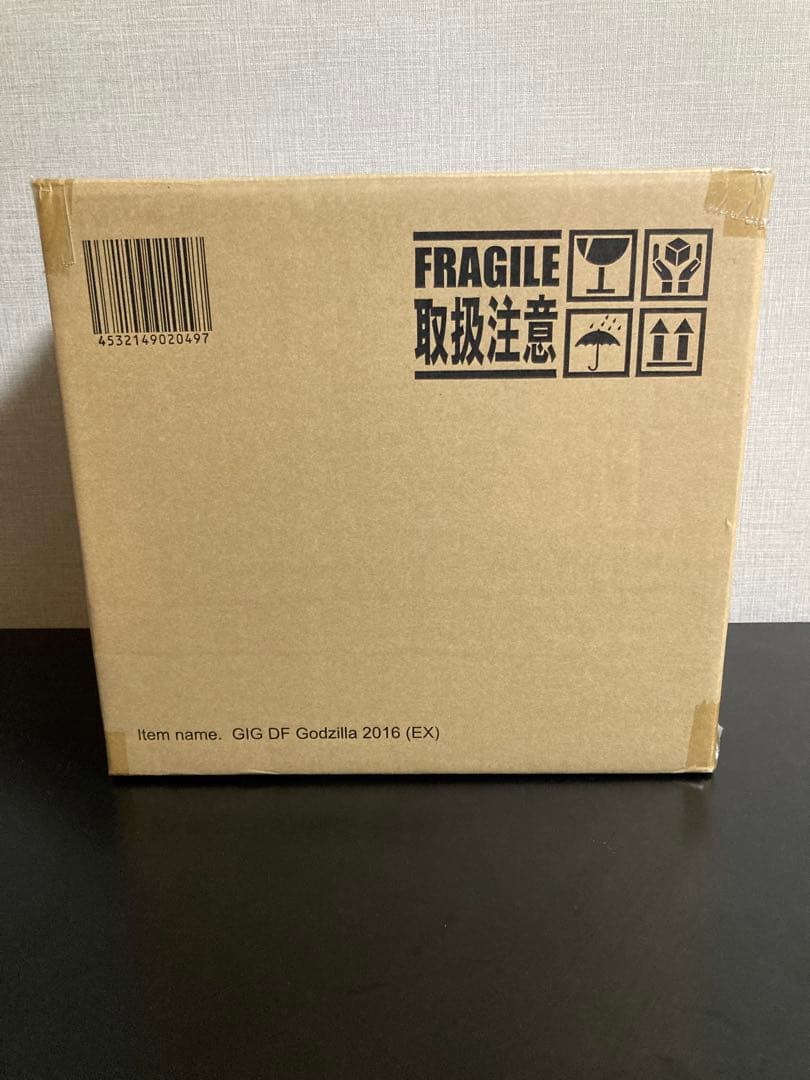 4532149020497
FRAGILE
取扱注意
Item name. GIG DF Godzilla 2016 (EX)